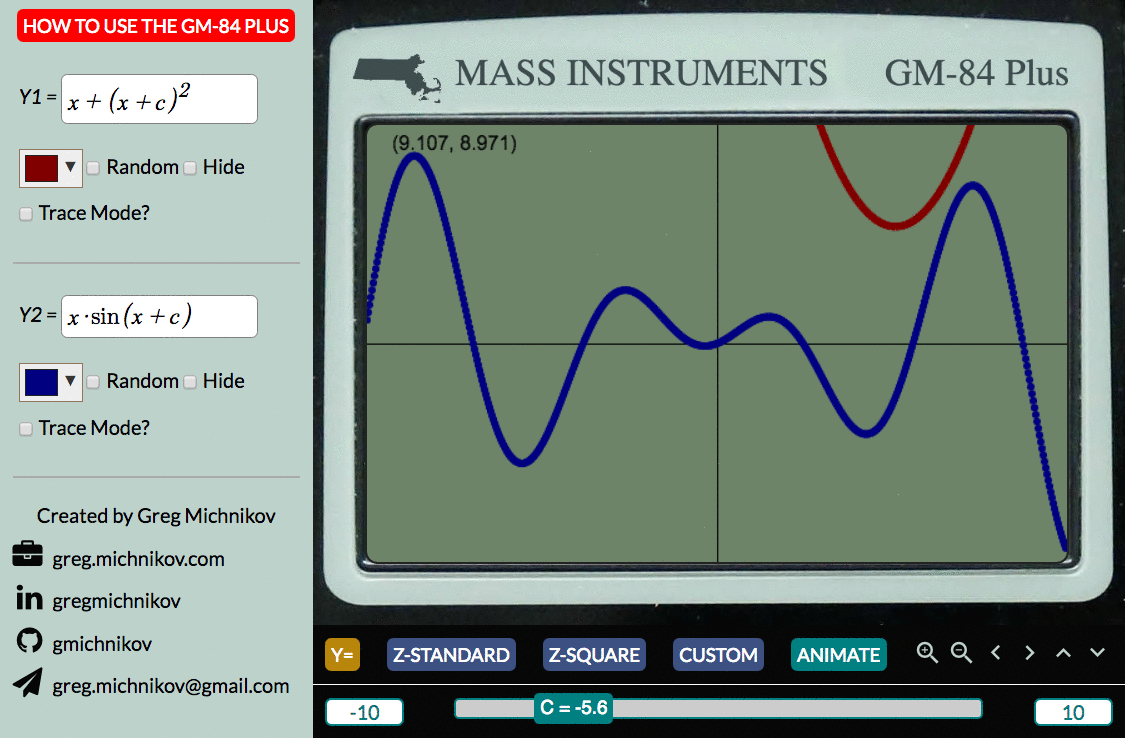 HOW TO USE THE GM-84 PLUS
Y1 = x + (x + c)²
Random Hide
Trace Mode?
Y2 = x · sin (x + c)
Random Hide
Trace Mode?
Created by Greg Michnikov
greg.michnikov.com
in gregmichnikov
gmichnikov
greg.michnikov@gmail.com
MASS INSTRUMENTS GM-84 Plus
(9.107, 8.971)
Y= Z-STANDARD Z-SQUARE CUSTOM ANIMATE
-10 C = -5.6 10